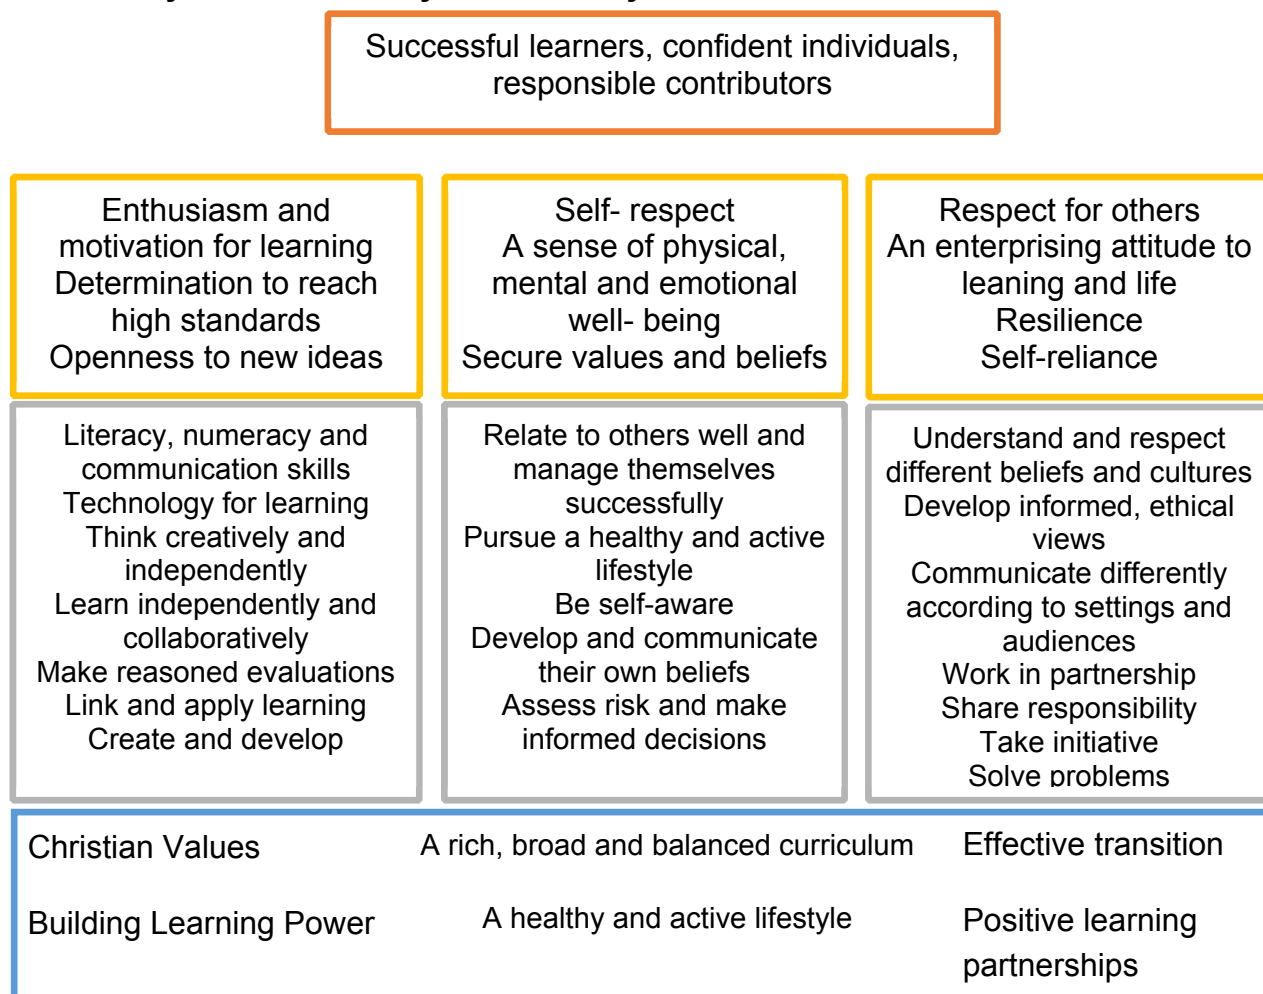 Successful learners, confident individuals,
responsible contributors
Enthusiasm and
motivation for learning
Determination to reach
high standards
Openness to new ideas
Self- respect
A sense of physical,
mental and emotional
well- being
Secure values and beliefs
Respect for others
An enterprising attitude to
leaning and life
Resilience
Self-reliance
Literacy, numeracy and
communication skills
Technology for learning
Think creatively and
independently
Learn independently and
collaboratively
Make reasoned evaluations
Link and apply learning
Create and develop
Relate to others well and
manage themselves
successfully
Pursue a healthy and active
lifestyle
Be self-aware
Develop and communicate
their own beliefs
Assess risk and make
informed decisions
Understand and respect
different beliefs and cultures
Develop informed, ethical
views
Communicate differently
according to settings and
audiences
Work in partnership
Share responsibility
Take initiative
Solve problems
Christian Values
A rich, broad and balanced curriculum
Effective transition
Building Learning Power
A healthy and active lifestyle
Positive learning
partnerships